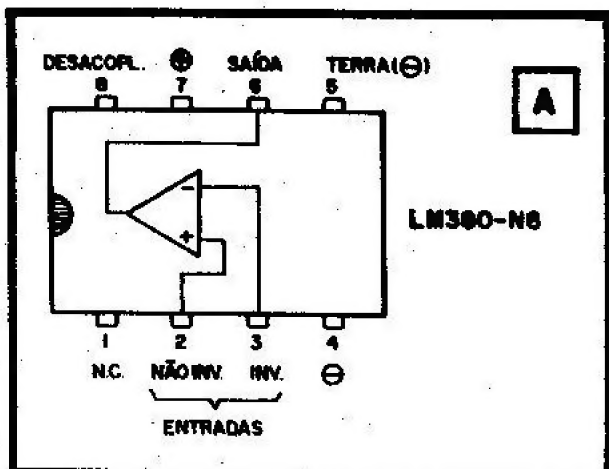 DESACOPL. ⊕ SAÍDA TERRA(⊖)
8 7 6 5
A
-
+
LM380-N8
1 2 3 4
N.C. NÃO INV. INV. ⊖
ENTRADAS